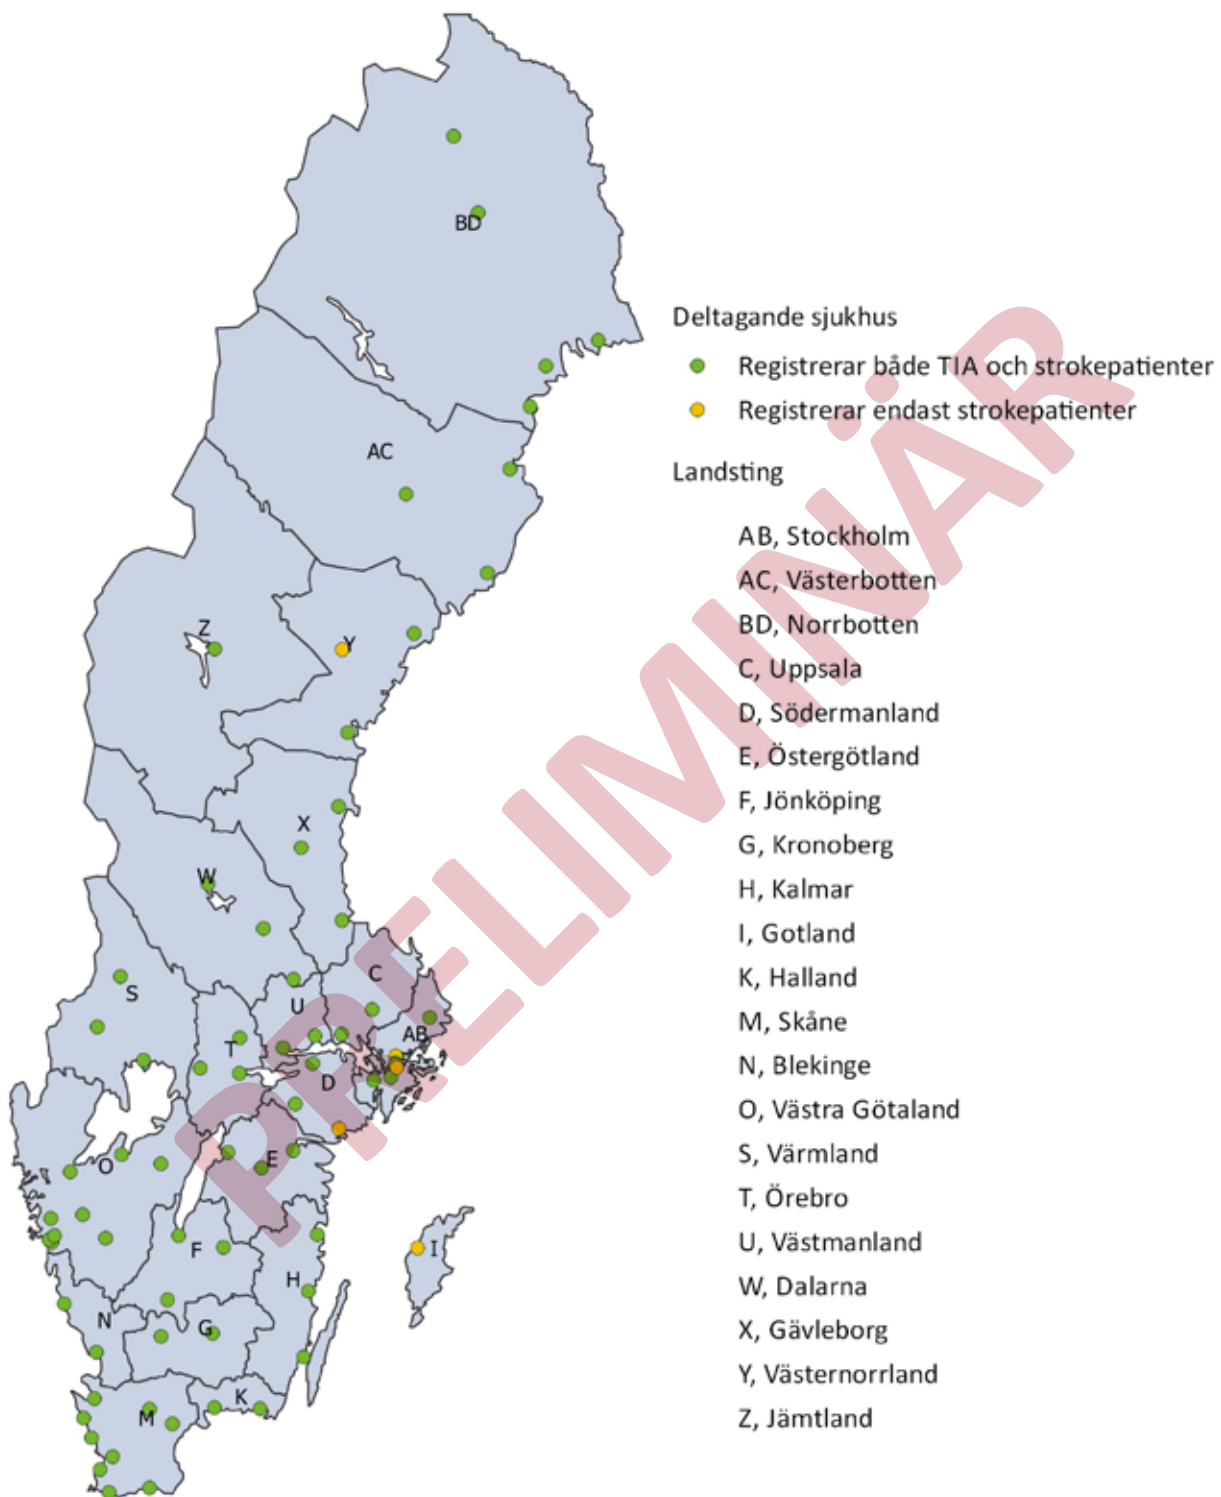 BD
AC
Z
Y
X
W
S
C
U
AB
T
D
O
E
F
I
H
N
G
K
M
Deltagande sjukhus
Registrerar både TIA och strokepatienter
Registrerar endast strokepatienter
Landsting
AB, Stockholm
AC, Västerbotten
BD, Norrbotten
C, Uppsala
D, Södermanland
E, Östergötland
F, Jönköping
G, Kronoberg
H, Kalmar
I, Gotland
K, Halland
M, Skåne
N, Blekinge
O, Västra Götaland
S, Värmland
T, Örebro
U, Västmanland
W, Dalarna
X, Gävleborg
Y, Västernorrland
Z, Jämtland
PRELIMINÄR